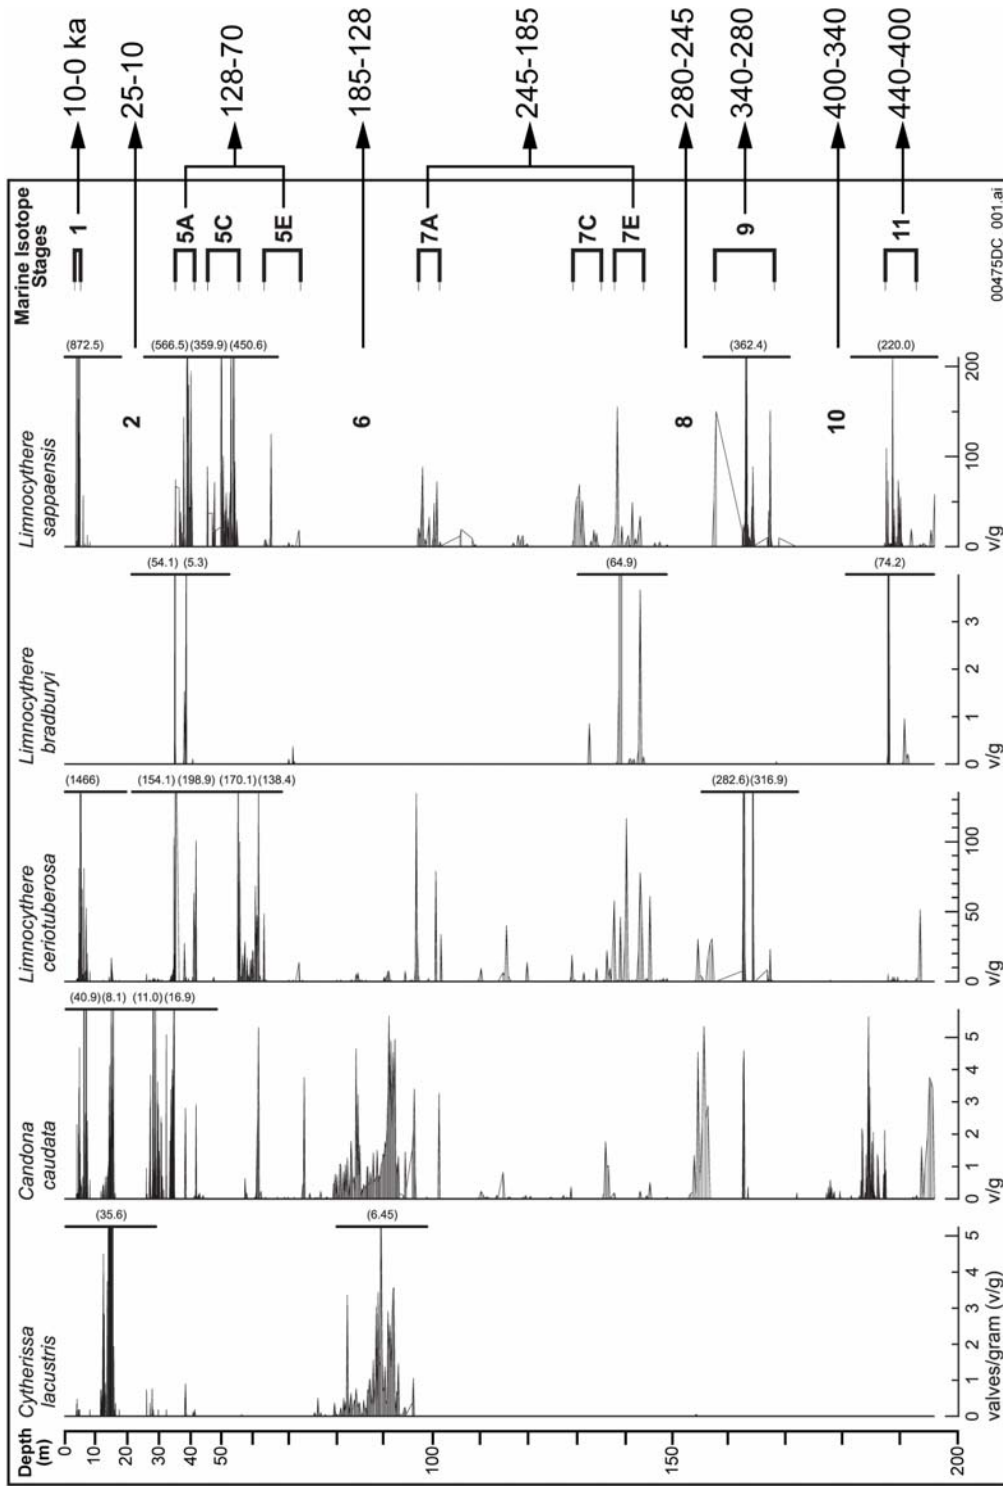 Depth
(m)
0
10
20
30
40
50
100
150
200
Cytherissa
lacustris
(35.6)
(6.45)
0 1 2 3 4 5
valves/gram (v/g)
Candona
caudata
(40.9) (8.1) (11.0) (16.9)
0 1 2 3 4 5
v/g
Limnocythere
ceriotuberosa
(1466)
(154.1) (198.9) (170.1) (138.4)
(282.6) (316.9)
0 50 100
v/g
Limnocythere
bradburyi
(54.1) (5.3)
(64.9)
(74.2)
0 1 2 3
v/g
Limnocythere
sappaensis
(872.5)
(566.5) (359.9) (450.6)
(362.4)
(220.0)
0 100 200
v/g
2
6
8
10
Marine Isotope
Stages
1
5A
5C
5E
7A
7C
7E
9
11
10-0 ka
25-10
128-70
185-128
245-185
280-245
340-280
400-340
440-400
00475DC_001.ai